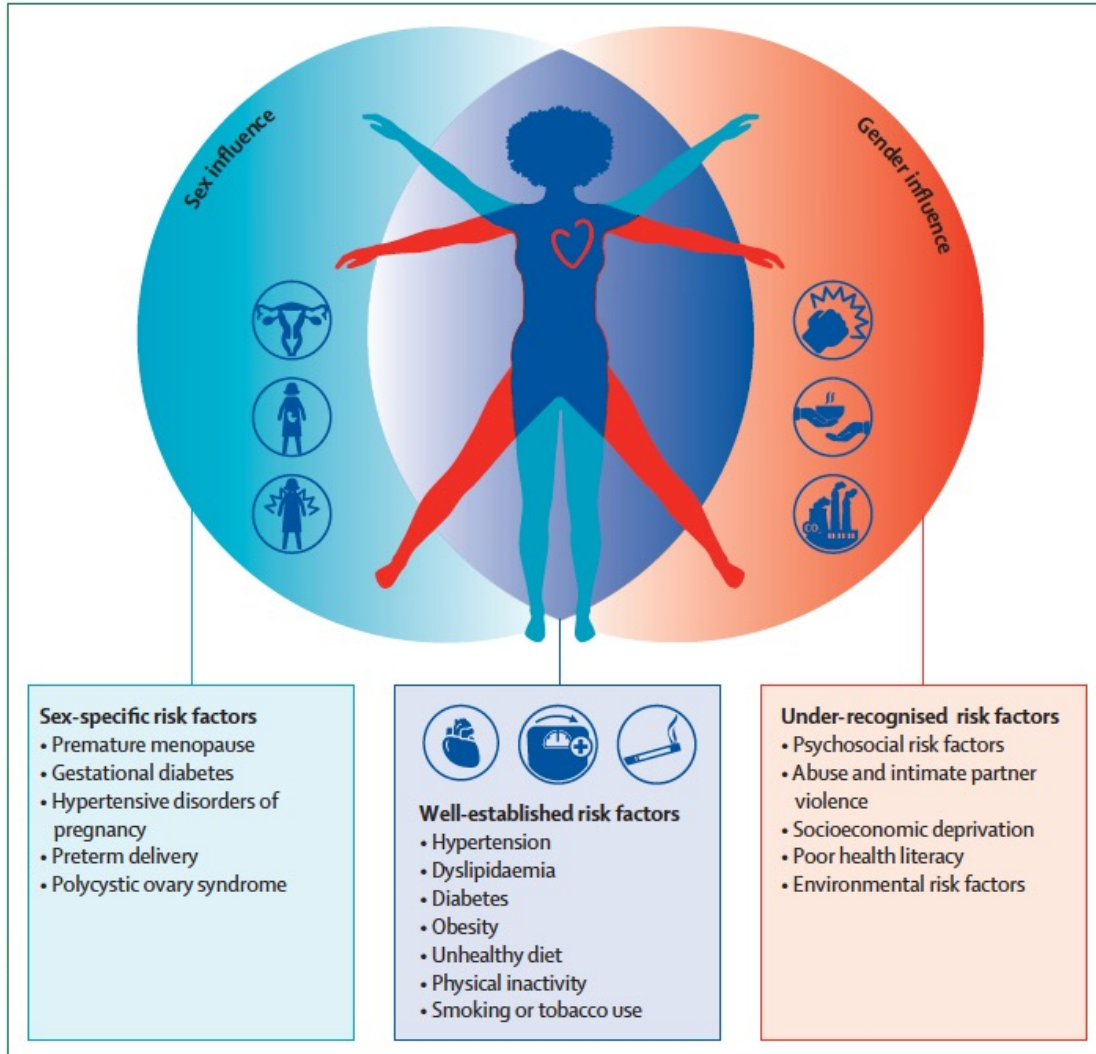 Sex influence
Gender influence
CO₂
Sex-specific risk factors
• Premature menopause
• Gestational diabetes
• Hypertensive disorders of
pregnancy
• Preterm delivery
• Polycystic ovary syndrome
Well-established risk factors
• Hypertension
• Dyslipidaemia
• Diabetes
• Obesity
• Unhealthy diet
• Physical inactivity
• Smoking or tobacco use
Under-recognised risk factors
• Psychosocial risk factors
• Abuse and intimate partner
violence
• Socioeconomic deprivation
• Poor health literacy
• Environmental risk factors